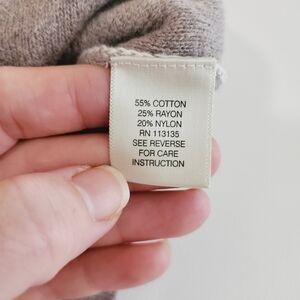 55% COTTON
25% RAYON
20% NYLON
RN 113135
SEE REVERSE
FOR CARE
INSTRUCTION